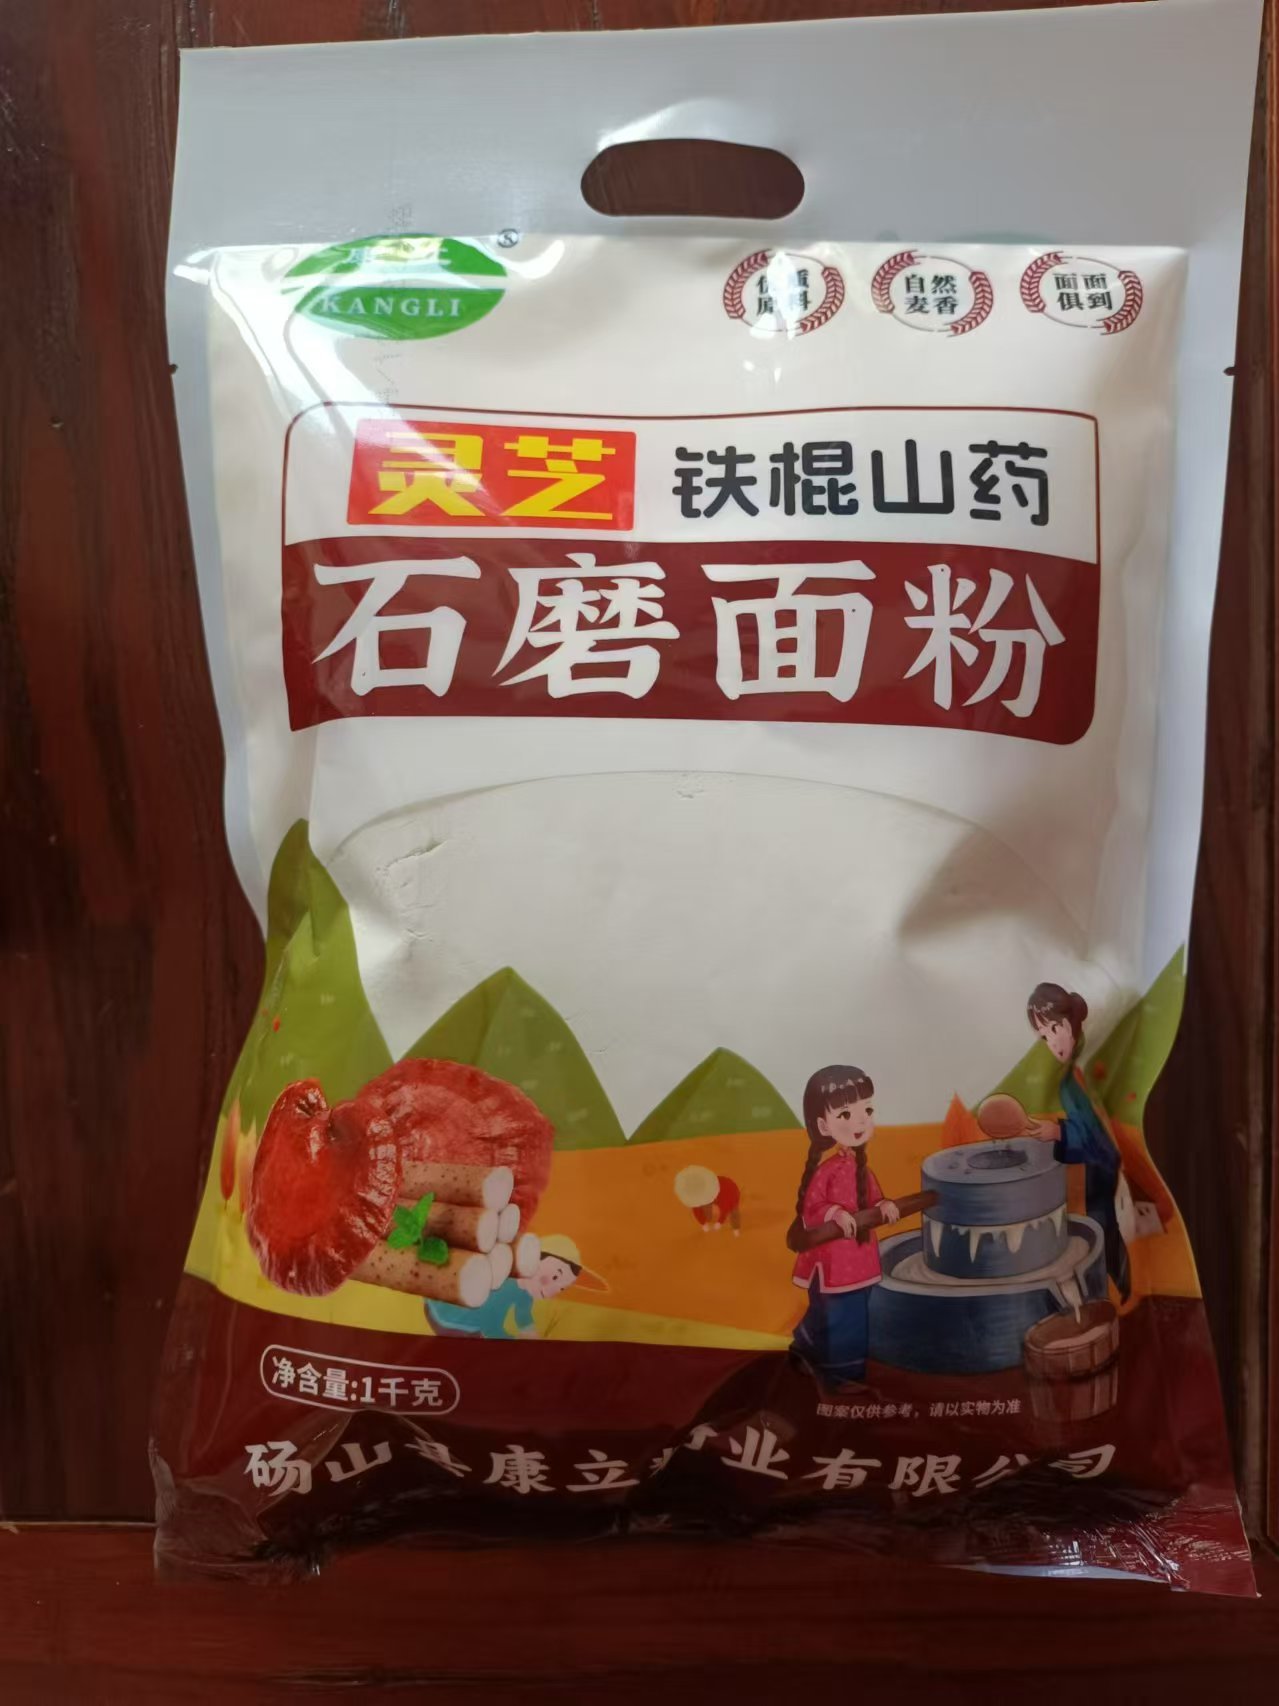 ®
KANGLI
优质
原料
自然
麦香
面面
俱到
灵芝 铁棍山药
石磨面粉
净含量:1千克
图案仅供参考，请以实物为准
砀山县康立粉业有限公司